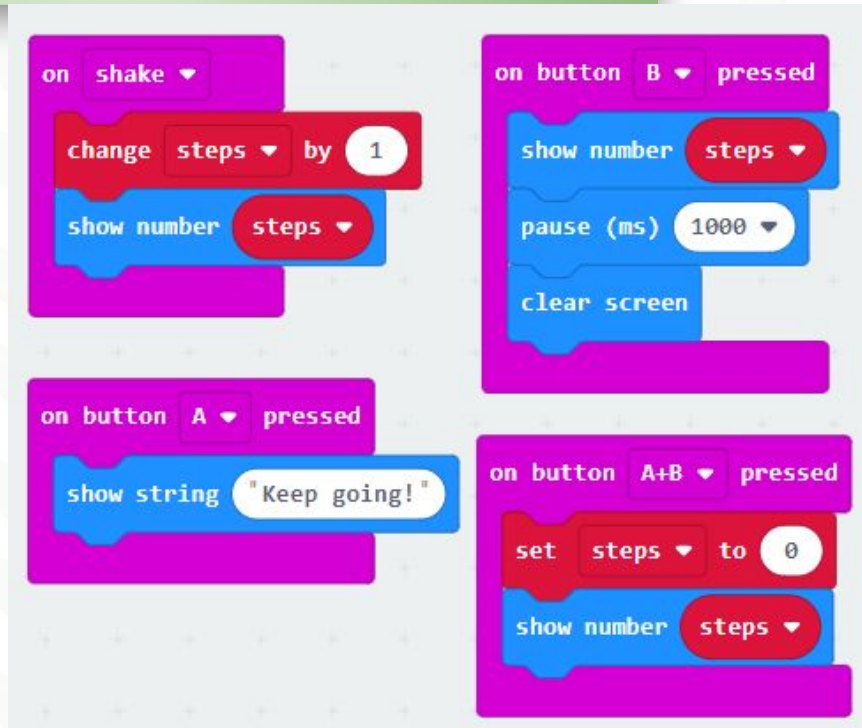 on shake
change steps by 1
show number steps
on button A pressed
show string "Keep going!"
on button B pressed
show number steps
pause (ms) 1000
clear screen
on button A+B pressed
set steps to 0
show number steps